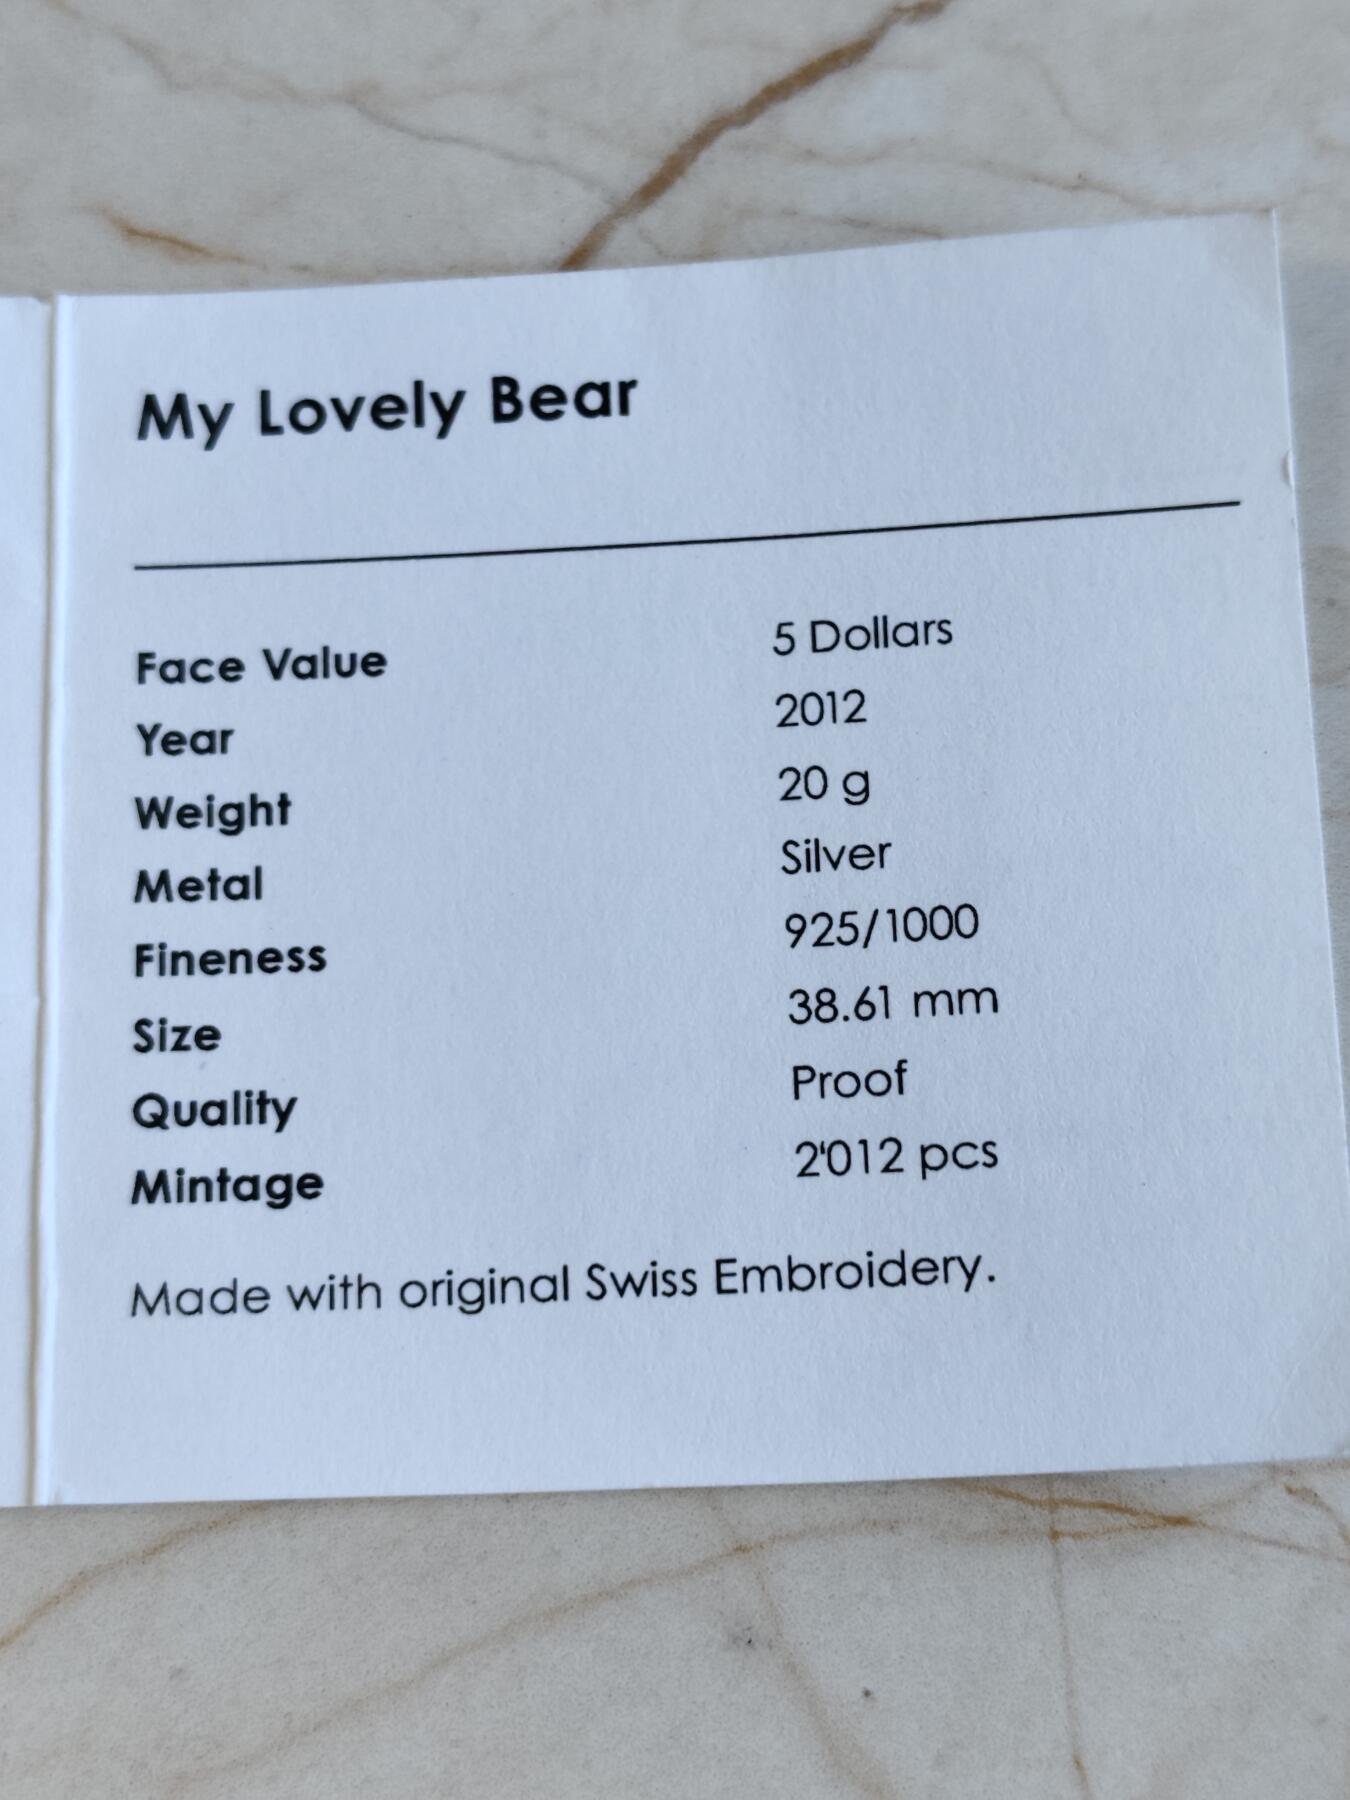 My Lovely Bear
Face Value 5 Dollars
Year 2012
Weight 20 g
Metal Silver
Fineness 925/1000
Size 38.61 mm
Quality Proof
Mintage 2'012 pcs
Made with original Swiss Embroidery.